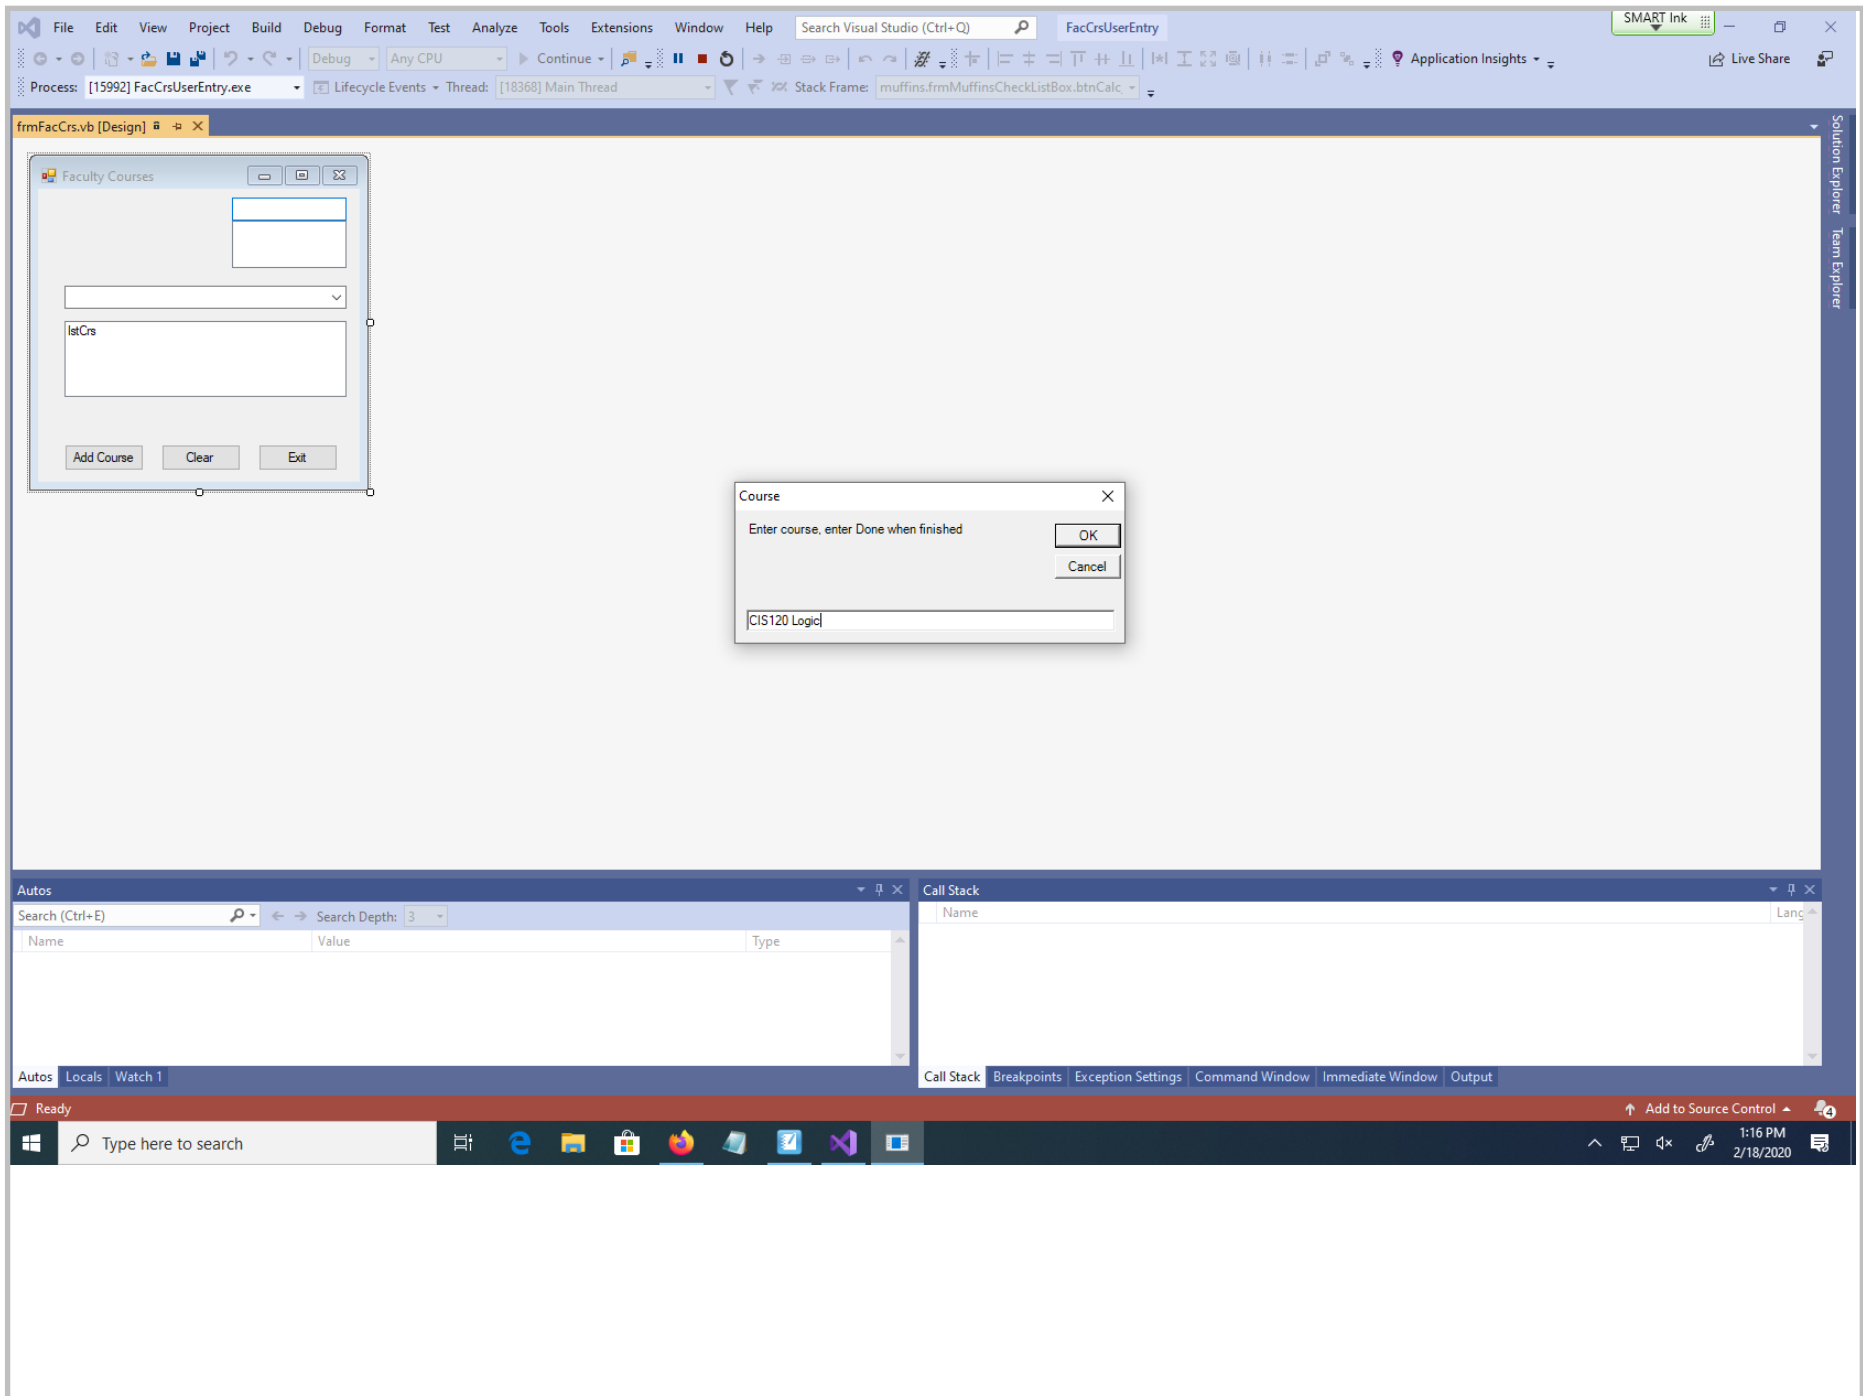 File Edit View Project Build Debug Format Test Analyze Tools Extensions Window Help Search Visual Studio (Ctrl+Q) FacCrsUserEntry SMART Ink
Debug Any CPU Continue Application Insights Live Share
Process: [15992] FacCrsUserEntry.exe Lifecycle Events Thread: [18368] Main Thread Stack Frame: muffins.frmMuffinsCheckListBox.btnCalc
frmFacCrs.vb [Design]
Solution Explorer
Team Explorer
Faculty Courses
lstCrs
Add Course Clear Exit
Course
Enter course, enter Done when finished
OK
Cancel
CIS120 Logic
Autos
Search (Ctrl+E) Search Depth: 3
Name Value Type
Autos Locals Watch 1
Call Stack
Name Lang
Call Stack Breakpoints Exception Settings Command Window Immediate Window Output
Ready Add to Source Control 4
Type here to search
1:16 PM
2/18/2020